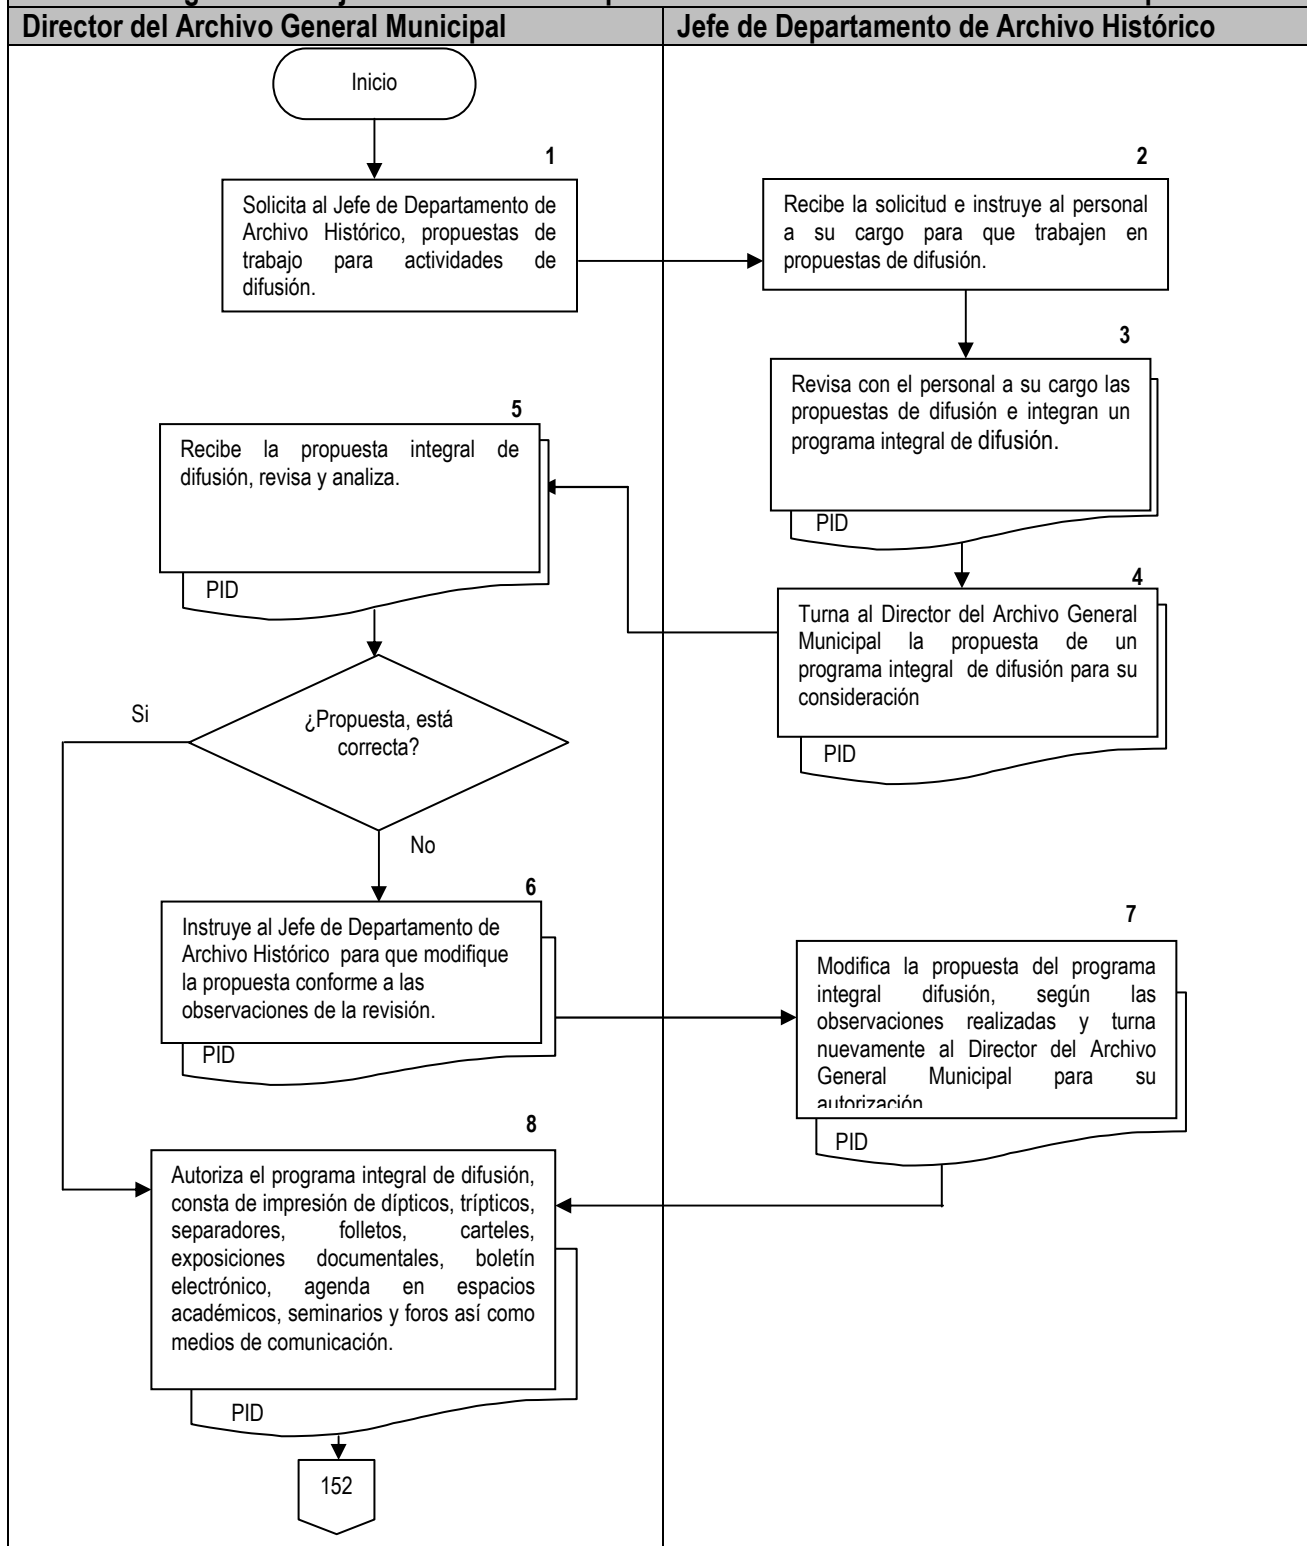 Director del Archivo General Municipal
Jefe de Departamento de Archivo Histórico
Inicio
1
Solicita al Jefe de Departamento de
Archivo Histórico, propuestas de
trabajo para actividades de
difusión.
2
Recibe la solicitud e instruye al personal
a su cargo para que trabajen en
propuestas de difusión.
3
Revisa con el personal a su cargo las
propuestas de difusión e integran un
programa integral de difusión.
PID
4
Turna al Director del Archivo General
Municipal la propuesta de un
programa integral de difusión para su
consideración
PID
5
Recibe la propuesta integral de
difusión, revisa y analiza.
PID
¿Propuesta, está
correcta?
Si
No
6
Instruye al Jefe de Departamento de
Archivo Histórico para que modifique
la propuesta conforme a las
observaciones de la revisión.
PID
7
Modifica la propuesta del programa
integral difusión, según las
observaciones realizadas y turna
nuevamente al Director del Archivo
General Municipal para su
autorización
PID
8
Autoriza el programa integral de difusión,
consta de impresión de dípticos, trípticos,
separadores, folletos, carteles,
exposiciones documentales, boletín
electrónico, agenda en espacios
académicos, seminarios y foros así como
medios de comunicación.
PID
152